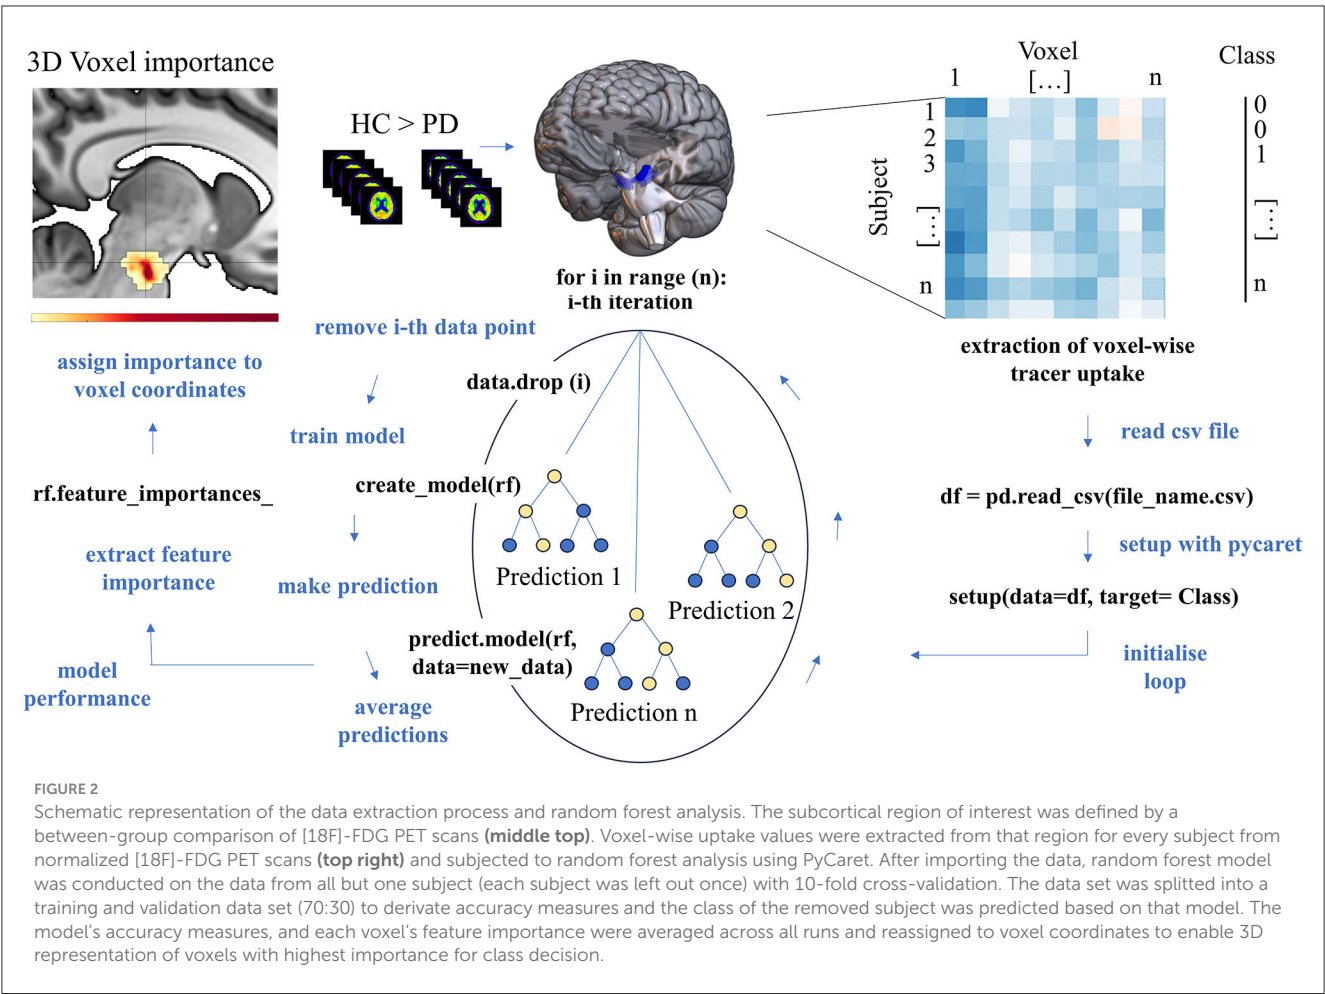 3D Voxel importance
HC > PD
Voxel
1 […] n
Class
Subject
1
2
3
[…]
n
0
0
1
[…]
n
for i in range (n):
i-th iteration
remove i-th data point
data.drop (i)
train model
create_model(rf)
make prediction
predict.model(rf,
data=new_data)
average
predictions
Prediction 1
Prediction 2
Prediction n
extraction of voxel-wise
tracer uptake
read csv file
df = pd.read_csv(file_name.csv)
setup with pycaret
setup(data=df, target= Class)
initialise
loop
assign importance to
voxel coordinates
rf.feature_importances_
extract feature
importance
model
performance
FIGURE 2
Schematic representation of the data extraction process and random forest analysis. The subcortical region of interest was defined by a
between-group comparison of [18F]-FDG PET scans (middle top). Voxel-wise uptake values were extracted from that region for every subject from
normalized [18F]-FDG PET scans (top right) and subjected to random forest analysis using PyCaret. After importing the data, random forest model
was conducted on the data from all but one subject (each subject was left out once) with 10-fold cross-validation. The data set was splitted into a
training and validation data set (70:30) to derivate accuracy measures and the class of the removed subject was predicted based on that model. The
model's accuracy measures, and each voxel's feature importance were averaged across all runs and reassigned to voxel coordinates to enable 3D
representation of voxels with highest importance for class decision.